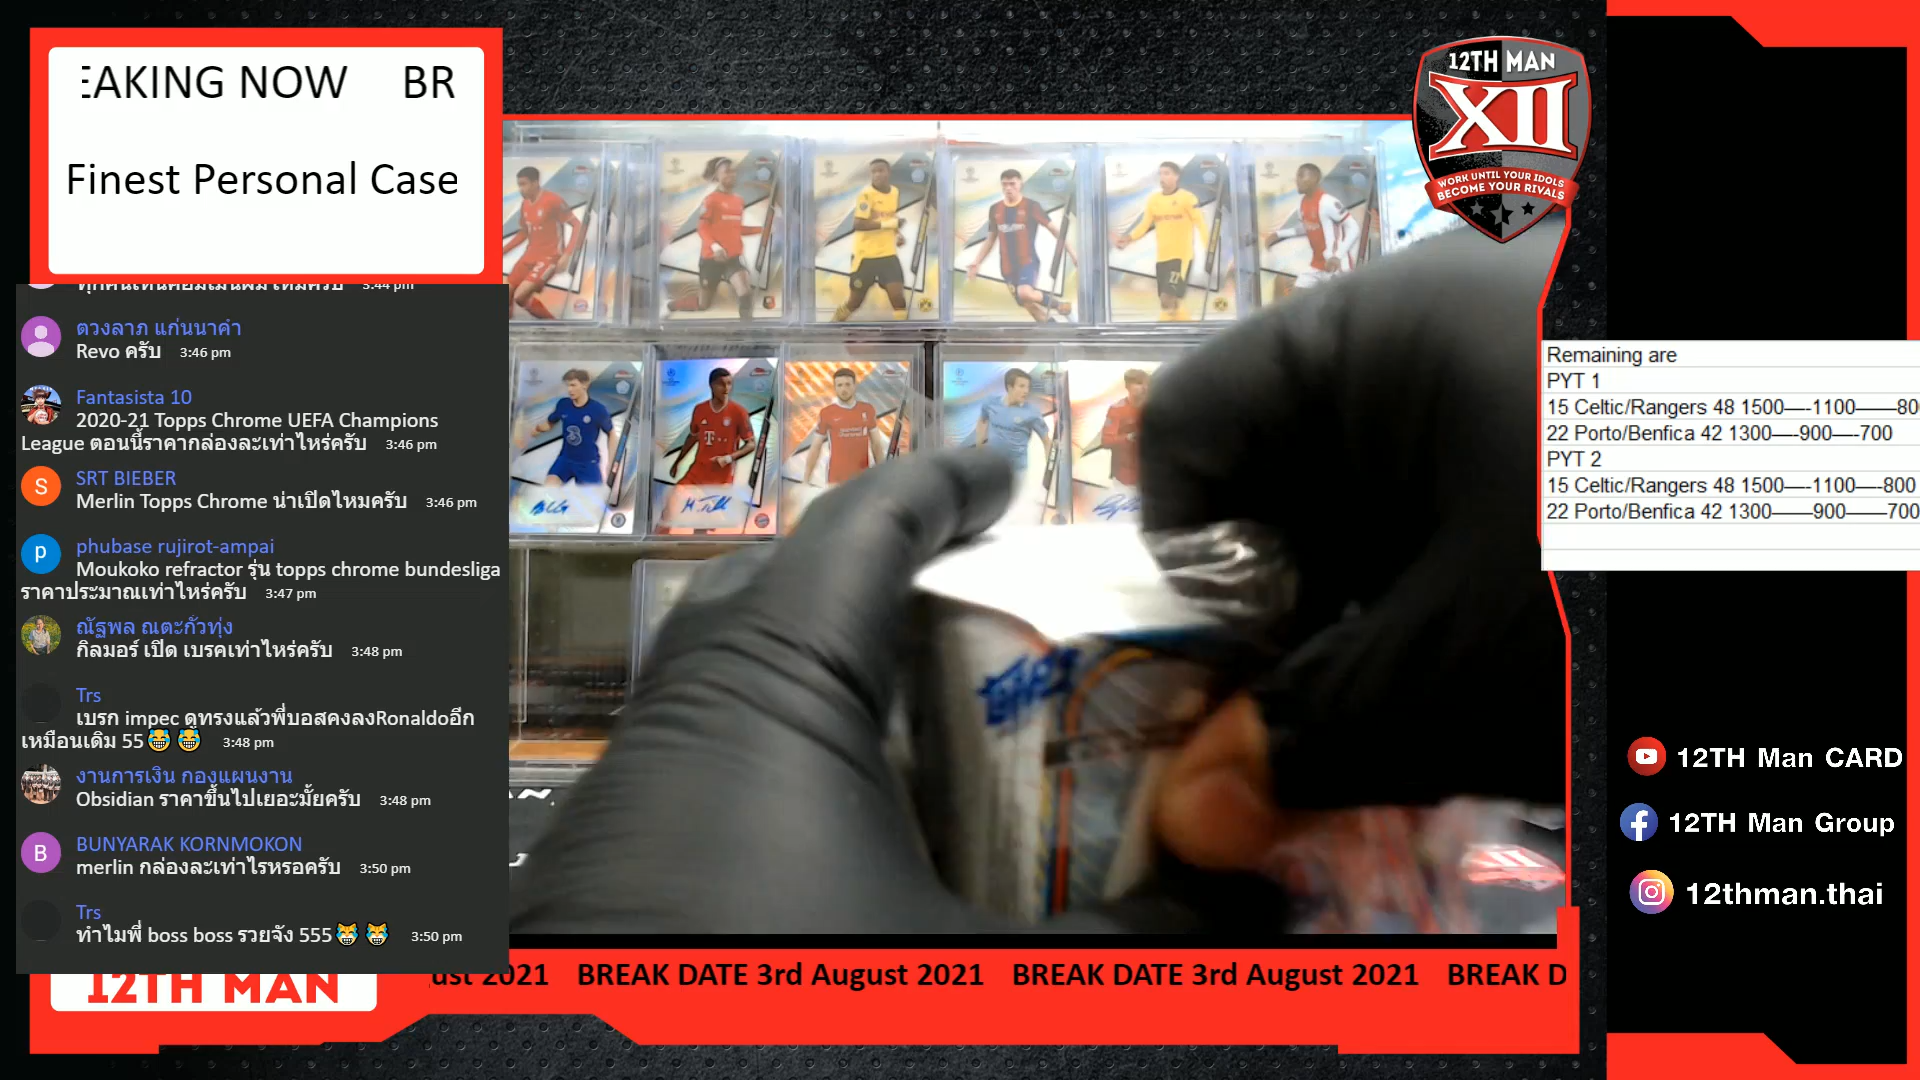 EAKING NOW BR
Finest Personal Case
3:44 pm
ตวงลาภ แก่นนาคำ
Revo ครับ 3:46 pm
Fantasista 10
2020-21 Topps Chrome UEFA Champions
League ตอนนี้ราคากล่องละเท่าไหร่ครับ 3:46 pm
S
SRT BIEBER
Merlin Topps Chrome น่าเปิดไหมครับ 3:46 pm
p
phubase rujirot-ampai
Moukoko refractor รุ่น topps chrome bundesliga
ราคาประมาณเท่าไหร่ครับ 3:47 pm
ณัฐพล ณตะกั่วทุ่ง
กิลมอร์ เปิด เบรคเท่าไหร่ครับ 3:48 pm
Trs
เบรก impec ดูทรงแล้วพี่บอสคงลงRonaldoอีก
เหมือนเดิม 55😹 😹 3:48 pm
งานการเงิน กองแผนงาน
Obsidian ราคาขึ้นไปเยอะมั้ยครับ 3:48 pm
B
BUNYARAK KORNMOKON
merlin กล่องละเท่าไรหรอครับ 3:50 pm
Trs
ทำไมพี่ boss boss รวยจัง 555😹 😹 3:50 pm
12TH MAN
ust 2021 BREAK DATE 3rd August 2021 BREAK DATE 3rd August 2021 BREAK D
12TH MAN
XII
WORK UNTIL YOUR IDOLS
BECOME YOUR RIVALS
Remaining are
PYT 1
15 Celtic/Rangers 48 1500—-1100——80
22 Porto/Benfica 42 1300—-900—-700
PYT 2
15 Celtic/Rangers 48 1500—-1100—-800
22 Porto/Benfica 42 1300——900——700
12TH Man CARD
12TH Man Group
12thman.thai